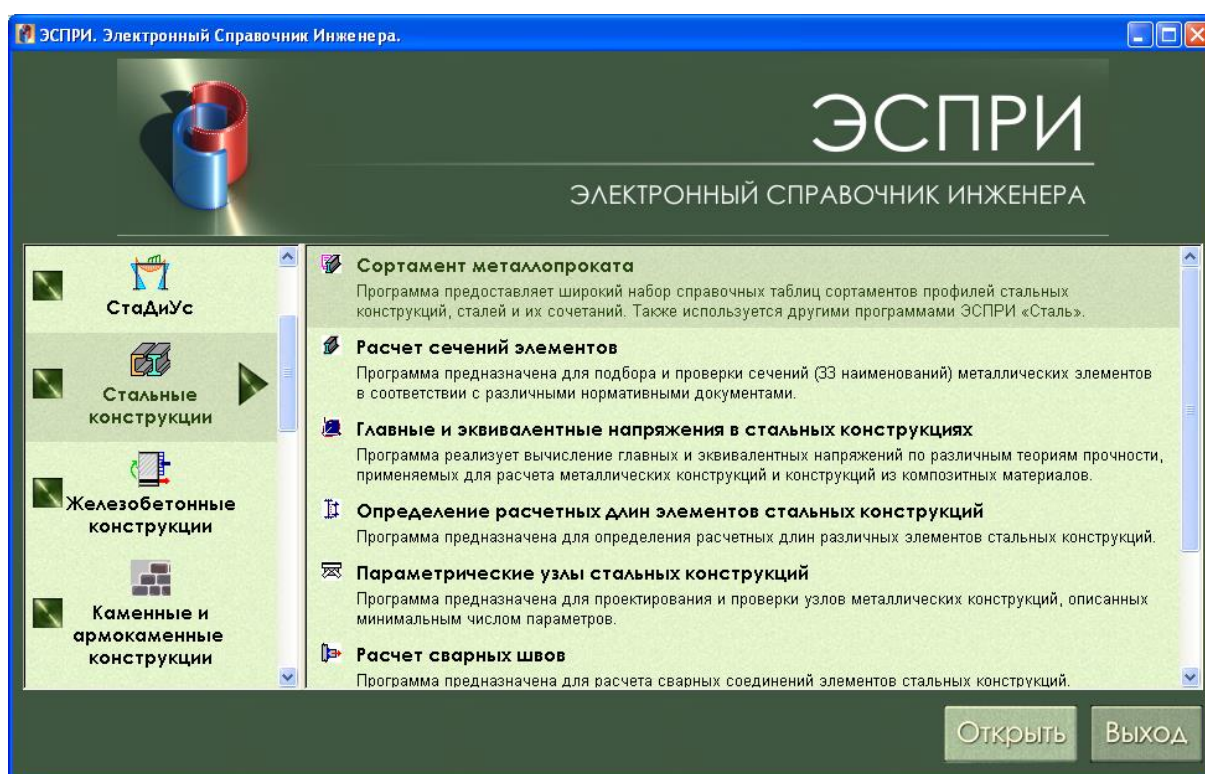 ЭСПРИ. Электронный Справочник Инженера.
ЭСПРИ
ЭЛЕКТРОННЫЙ СПРАВОЧНИК ИНЖЕНЕРА
СтаДиУс
Стальные
конструкции
Железобетонные
конструкции
Каменные и
армокаменные
конструкции
Сортамент металлопроката
Программа предоставляет широкий набор справочных таблиц сортаментов профилей стальных
конструкций, сталей и их сочетаний. Также используется другими программами ЭСПРИ «Сталь».
Расчет сечений элементов
Программа предназначена для подбора и проверки сечений (33 наименований) металлических элементов
в соответствии с различными нормативными документами.
Главные и эквивалентные напряжения в стальных конструкциях
Программа реализует вычисление главных и эквивалентных напряжений по различным теориям прочности,
применяемых для расчета металлических конструкций и конструкций из композитных материалов.
Определение расчетных длин элементов стальных конструкций
Программа предназначена для определения расчетных длин различных элементов стальных конструкций.
Параметрические узлы стальных конструкций
Программа предназначена для проектирования и проверки узлов металлических конструкций, описанных
минимальным числом параметров.
Расчет сварных швов
Программа предназначена для расчета сварных соединений элементов стальных конструкций.
Открыть
Выход